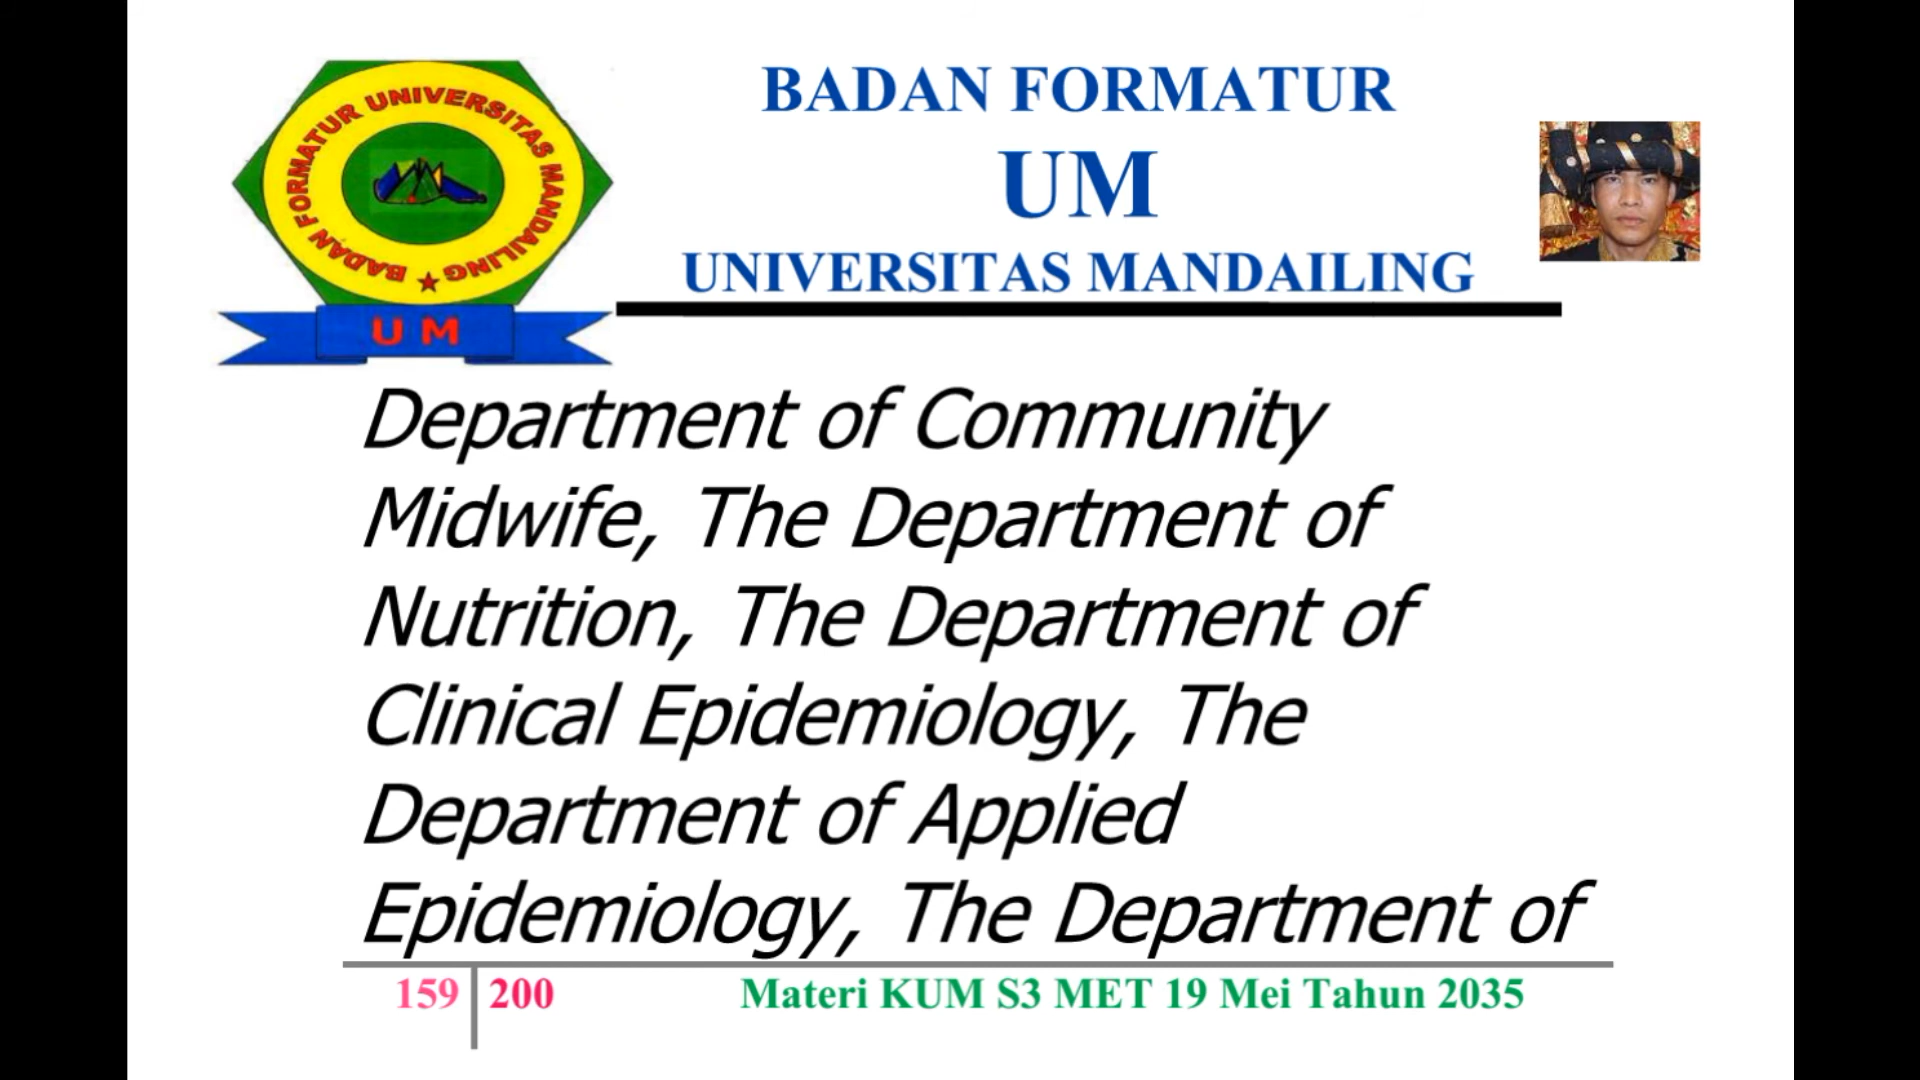 BADAN FORMATUR UNIVERSITAS MANDAILING
U M
BADAN FORMATUR
UM
UNIVERSITAS MANDAILING
Department of Community
Midwife, The Department of
Nutrition, The Department of
Clinical Epidemiology, The
Department of Applied
Epidemiology, The Department of
159 200 Materi KUM S3 MET 19 Mei Tahun 2035